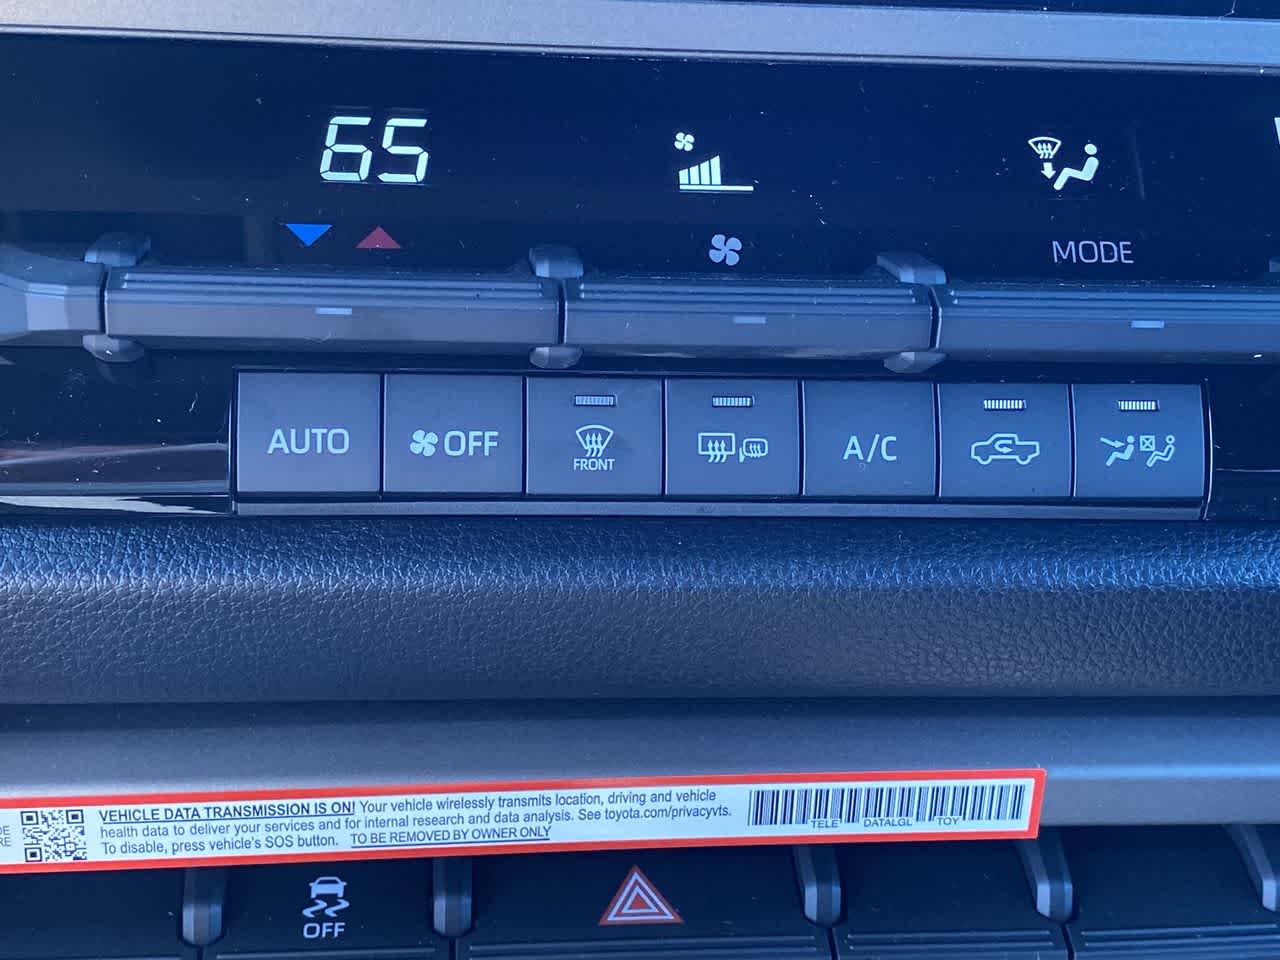 65
MODE
AUTO
OFF
FRONT
A/C
VEHICLE DATA TRANSMISSION IS ON! Your vehicle wirelessly transmits location, driving and vehicle
health data to deliver your services and for internal research and data analysis. See toyota.com/privacyvts.
To disable, press vehicle's SOS button. TO BE REMOVED BY OWNER ONLY
TELE DATALGL TOY
OFF